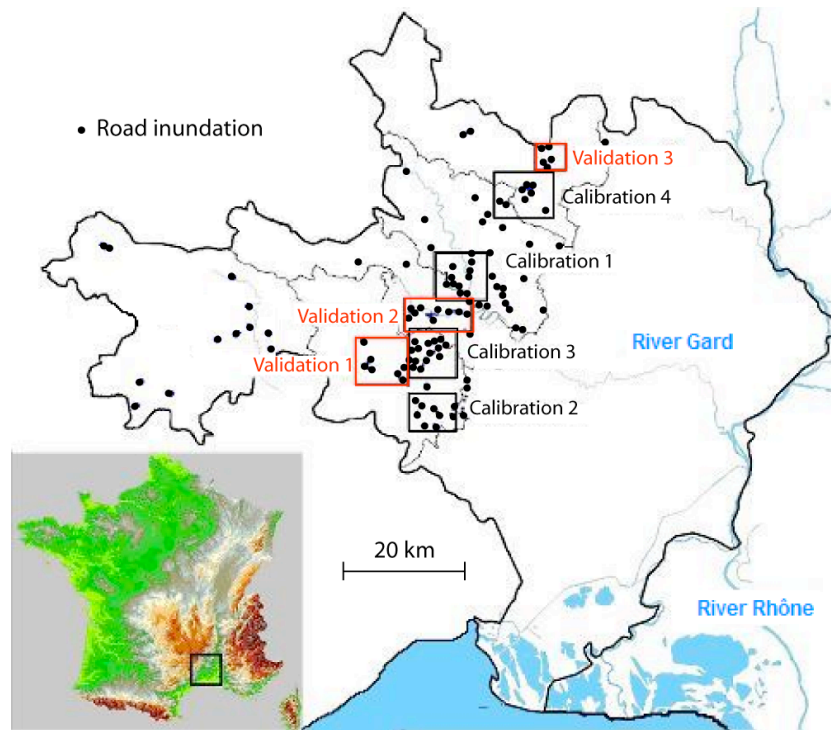 Road inundation
Validation 3
Calibration 4
Calibration 1
Validation 2
River Gard
Validation 1
Calibration 3
Calibration 2
20 km
River Rhône